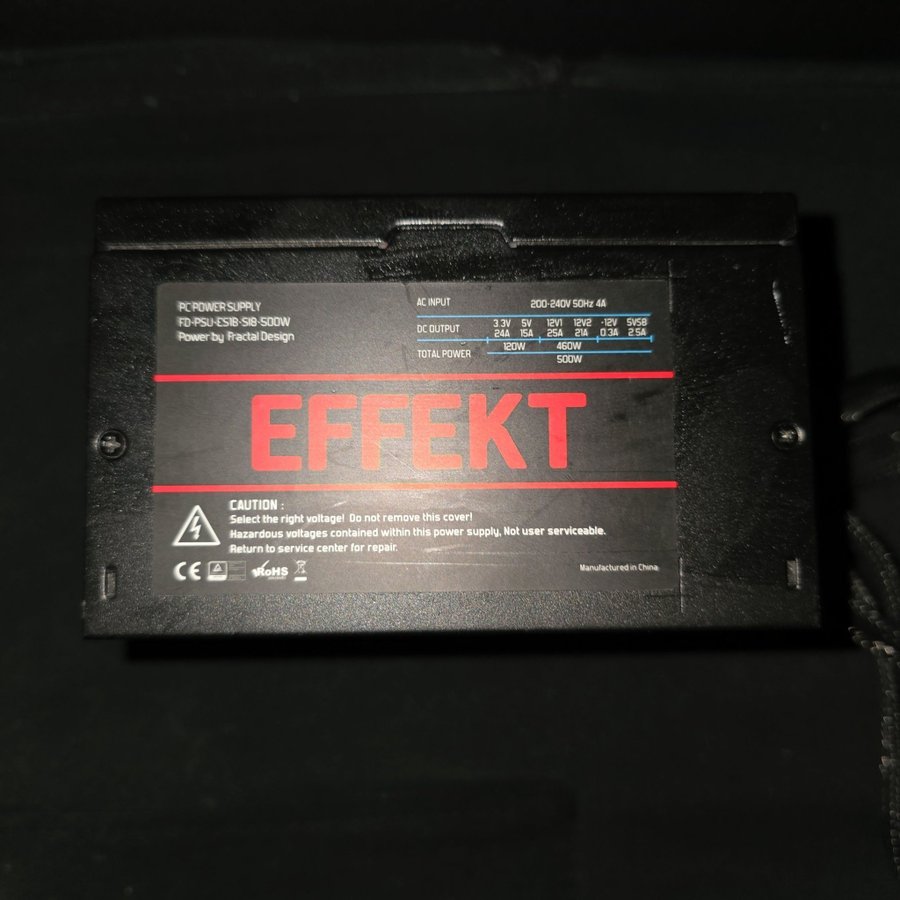 PC POWER SUPPLY
FD-PSU-ES1B-SIB-500W
Power by Fractal Design
AC INPUT 200-240V 50Hz 4A
DC OUTPUT 3.3V 5V 12V1 12V2 -12V 5VSB
24A 15A 25A 21A 0.3A 2.5A
120W 460W
TOTAL POWER 500W
EFFEKT
CAUTION :
Select the right voltage! Do not remove this cover!
Hazardous voltages contained within this power supply, Not user serviceable.
Return to service center for repair.
CE RoHS
Manufactured in China